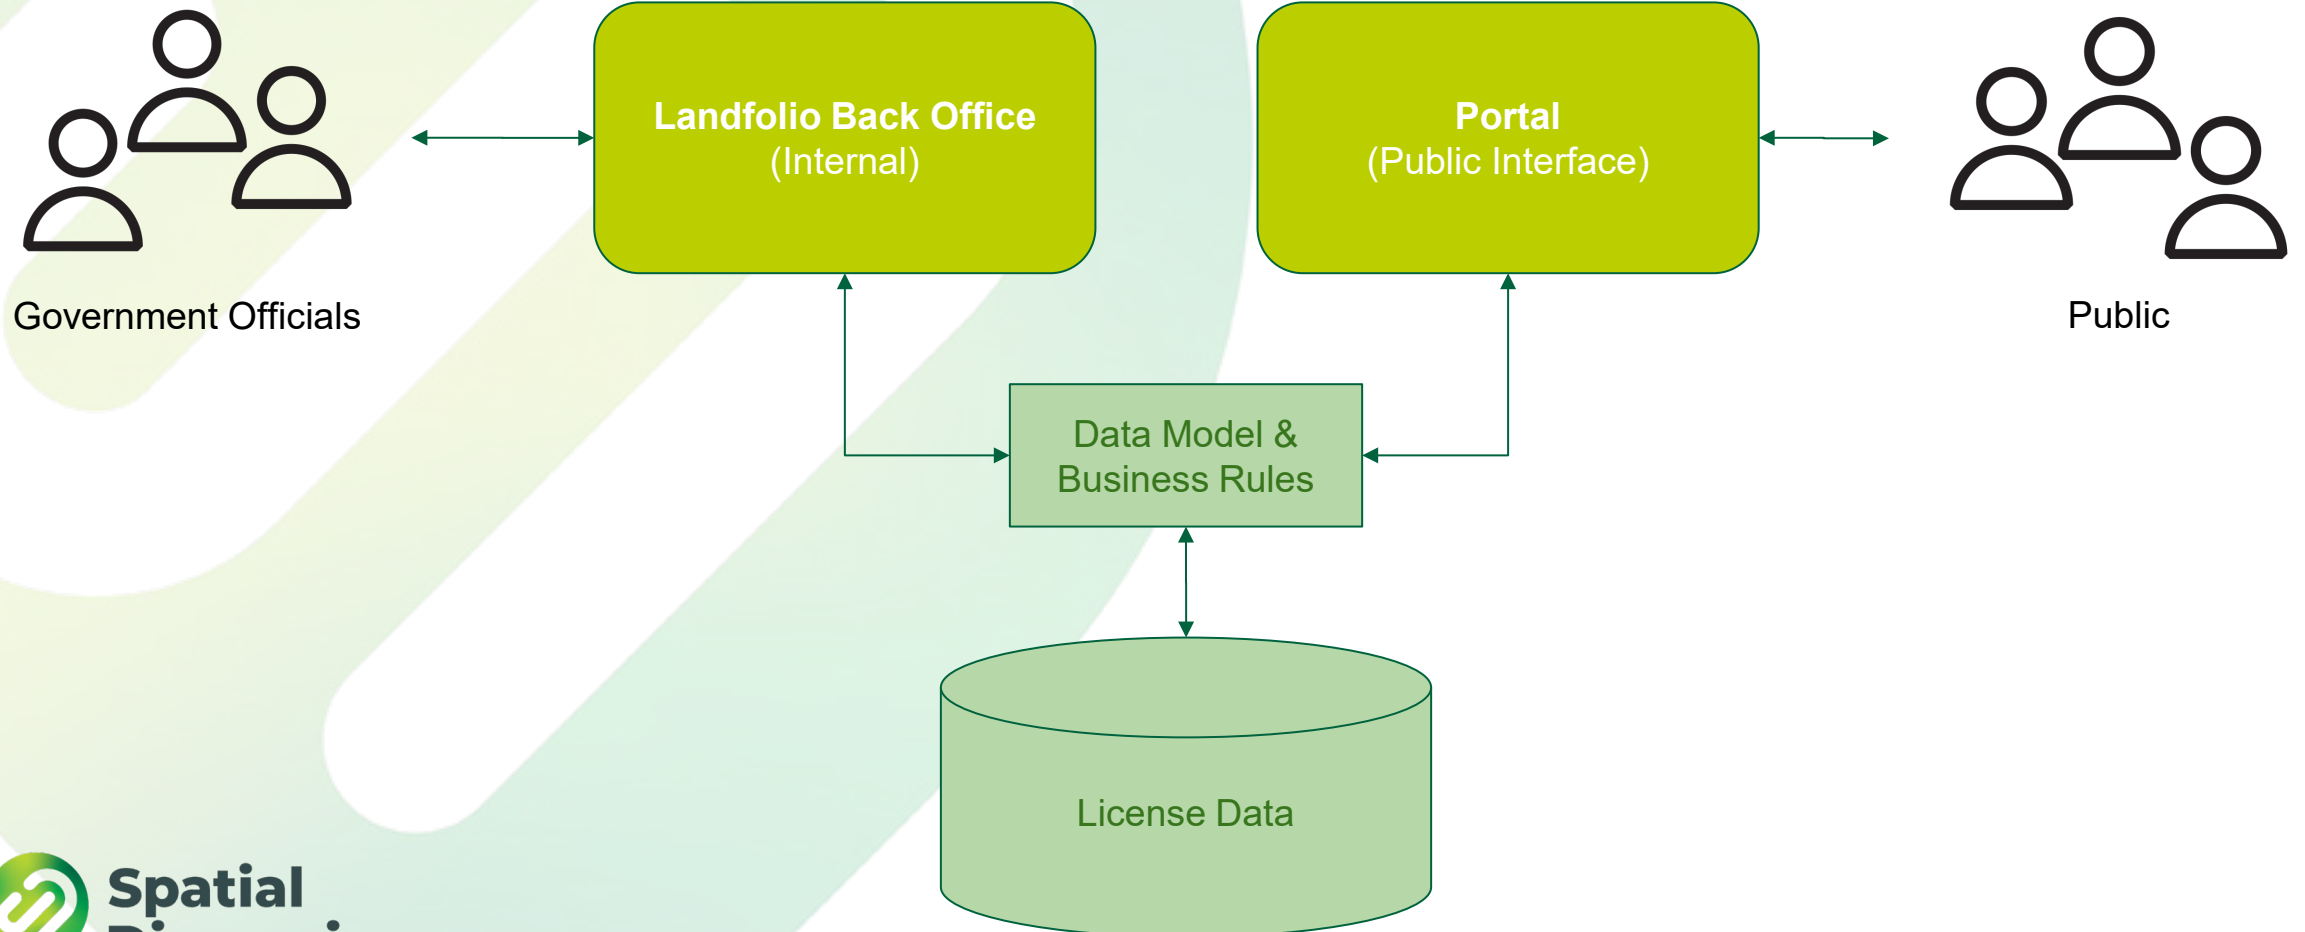 Landfolio Back Office
(Internal)
Portal
(Public Interface)
Government Officials
Public
Data Model &
Business Rules
License Data
Spatial